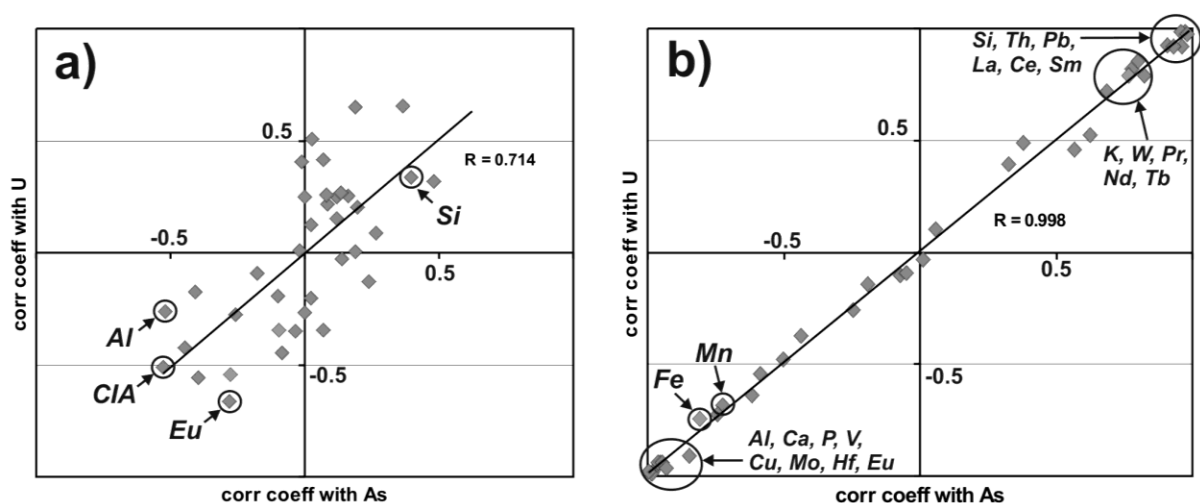 a)
corr coeff with U
0.5
R = 0.714
Si
-0.5
0.5
Al
CIA
Eu
-0.5
corr coeff with As
b)
corr coeff with U
Si, Th, Pb,
La, Ce, Sm
0.5
K, W, Pr,
Nd, Tb
R = 0.998
-0.5
0.5
Mn
Fe
-0.5
Al, Ca, P, V,
Cu, Mo, Hf, Eu
corr coeff with As